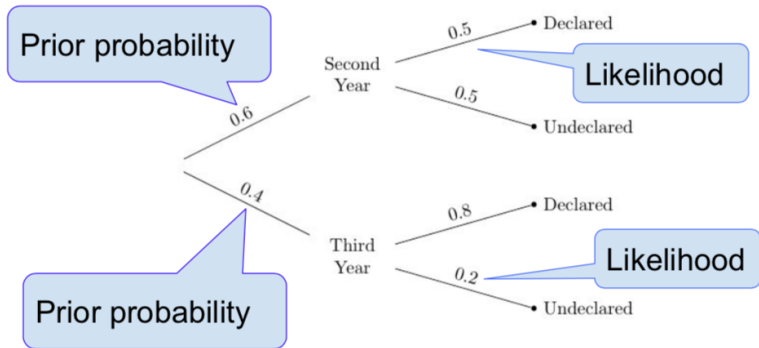 Prior probability
0.6
Second
Year
0.5
Declared
Likelihood
0.5
Undeclared
0.4
Prior probability
Third
Year
0.8
Declared
Likelihood
0.2
Undeclared